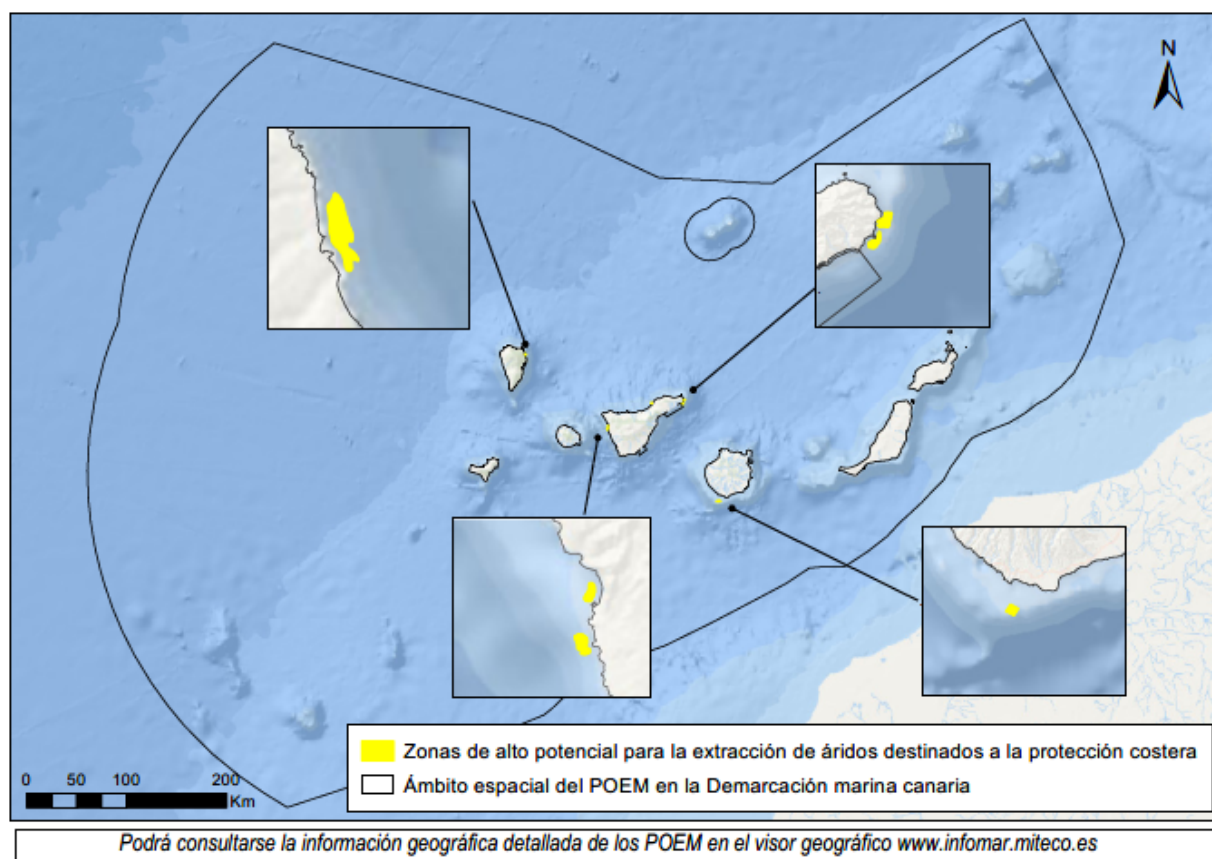 N
Zonas de alto potencial para la extracción de áridos destinados a la protección costera
Ámbito espacial del POEM en la Demarcación marina canaria
0 50 100 200
Km
Podrá consultarse la información geográfica detallada de los POEM en el visor geográfico www.infomar.miteco.es